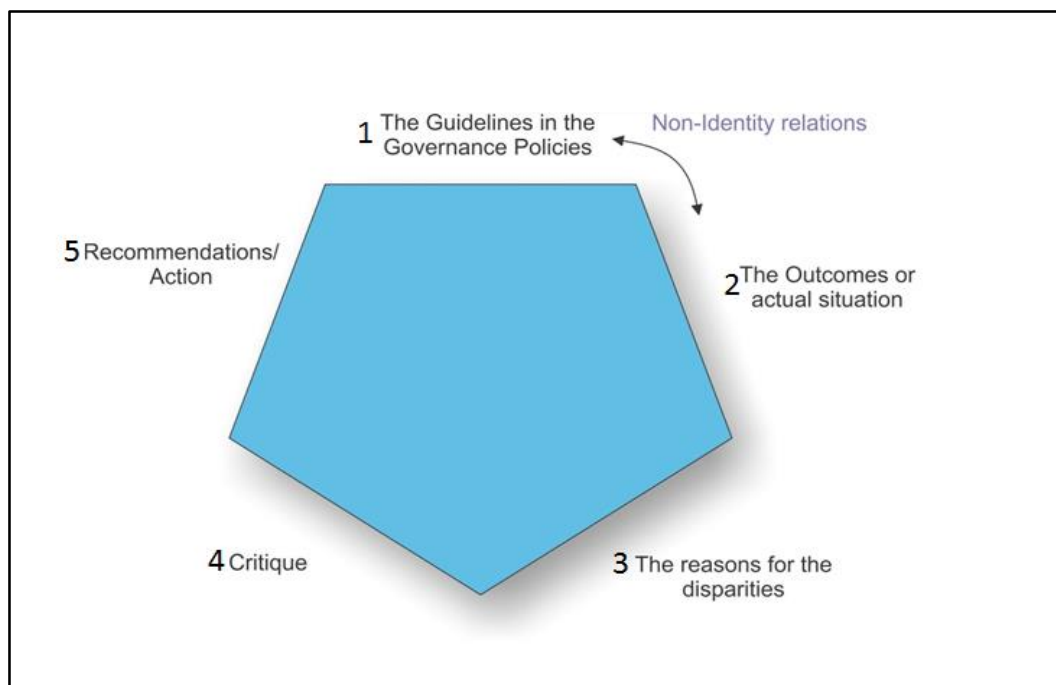 1 The Guidelines in the
Governance Policies
Non-Identity relations
2 The Outcomes or
actual situation
3 The reasons for the
disparities
4 Critique
5 Recommendations/
Action